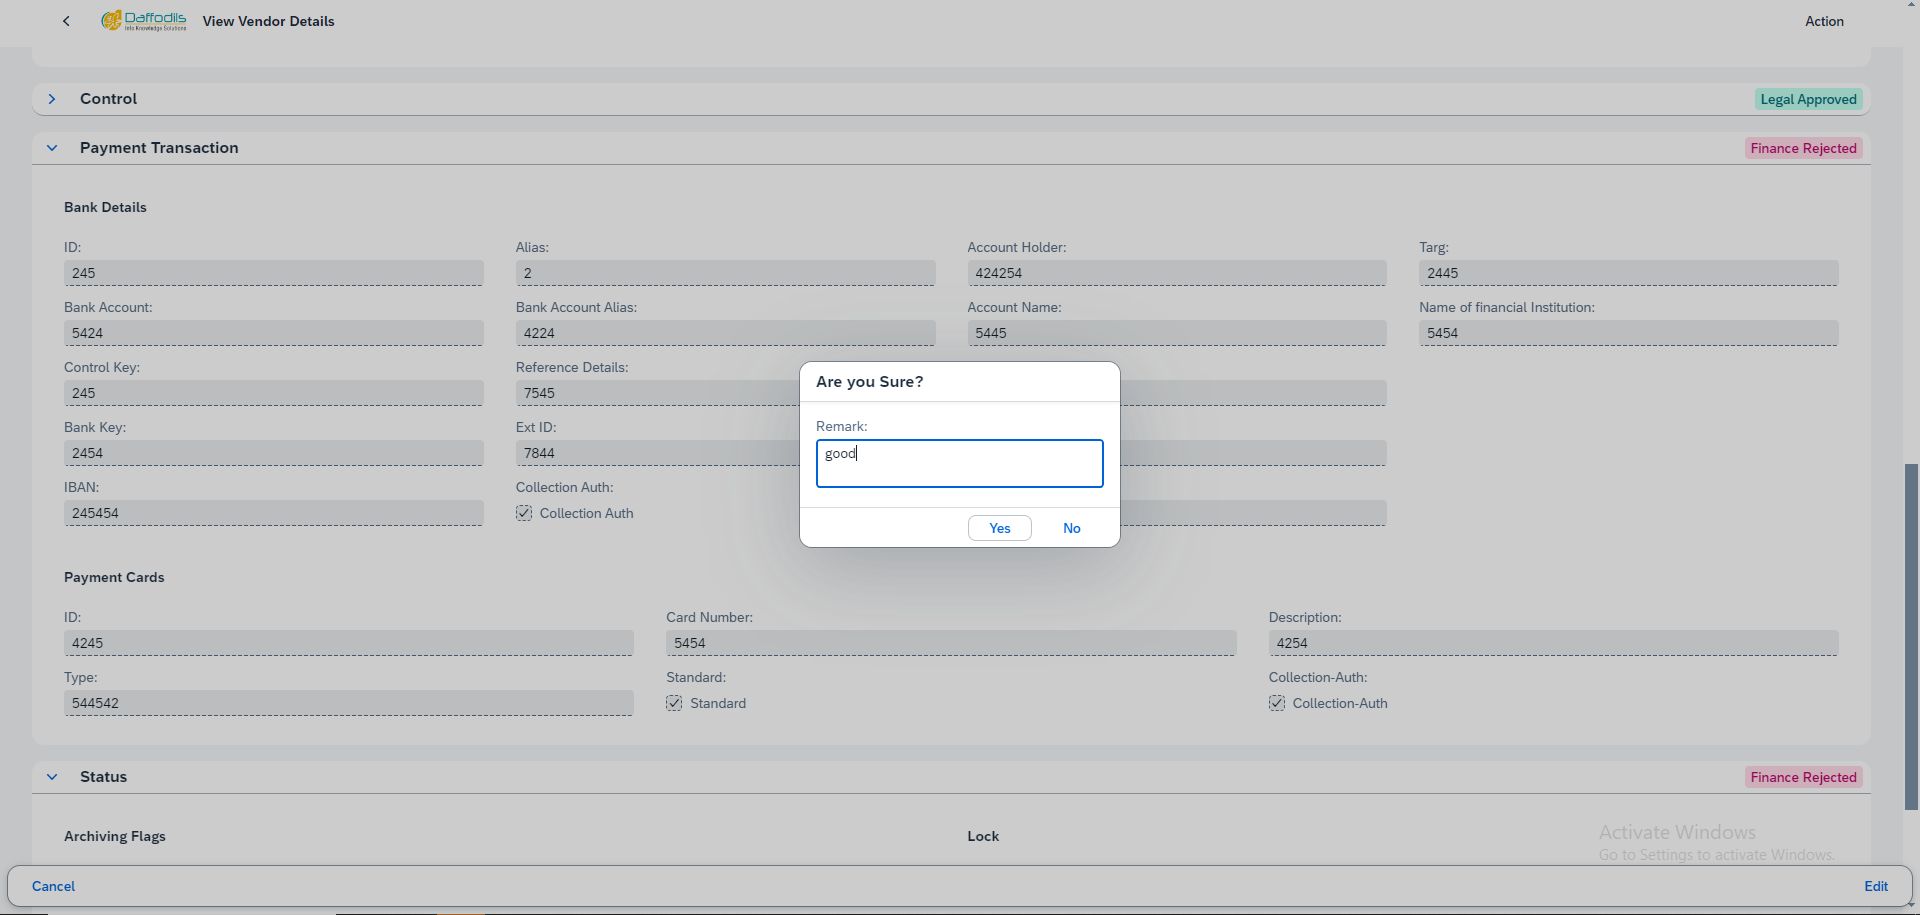 Daffodils
Info Knowledge Solutions
View Vendor Details
Action
Control
Legal Approved
Payment Transaction
Finance Rejected
Bank Details
ID:
Alias:
Account Holder:
Targ:
245
2
424254
2445
Bank Account:
Bank Account Alias:
Account Name:
Name of financial Institution:
5424
4224
5445
5454
Control Key:
Reference Details:
245
7545
Bank Key:
Ext ID:
2454
7844
IBAN:
Collection Auth:
245454
Collection Auth
Are you Sure?
Remark:
good
Yes
No
Payment Cards
ID:
Card Number:
Description:
4245
5454
4254
Type:
Standard:
Collection-Auth:
544542
Standard
Collection-Auth
Status
Finance Rejected
Archiving Flags
Lock
Activate Windows
Go to Settings to activate Windows.
Cancel
Edit